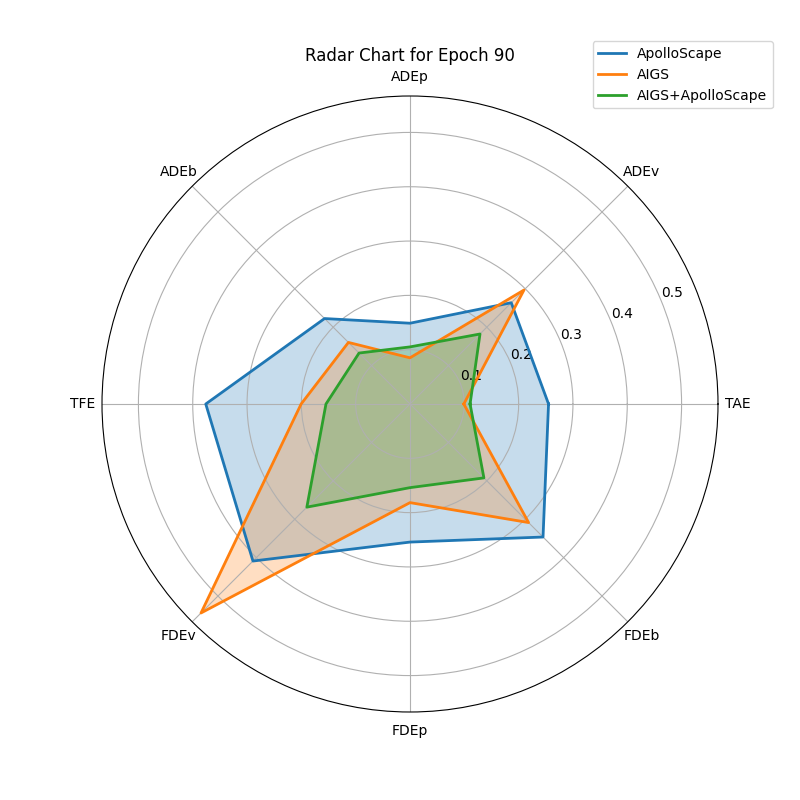 Radar Chart for Epoch 90
ApolloScape
AIGS
AIGS+ApolloScape
ADEp
ADEb
ADEv
0.5
0.4
0.3
0.2
0.1
TFE
TAE
FDEv
FDEb
FDEp